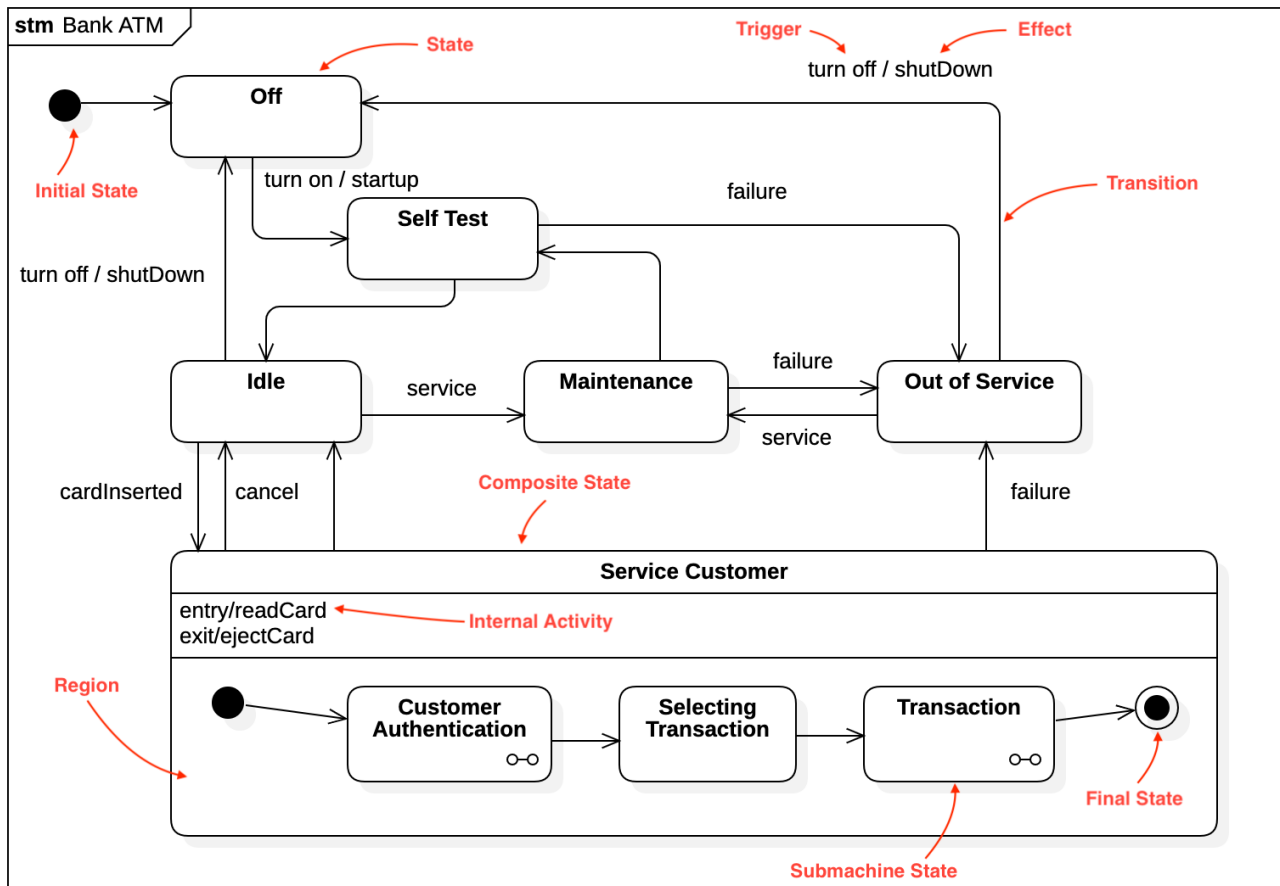 stm Bank ATM
Trigger
Effect
State
turn off / shutDown
Off
Initial State
turn on / startup
failure
Transition
Self Test
turn off / shutDown
Idle
service
Maintenance
failure
Out of Service
service
cardInserted
cancel
Composite State
failure
Service Customer
entry/readCard
exit/ejectCard
Internal Activity
Region
Customer
Authentication
Selecting
Transaction
Transaction
Final State
Submachine State